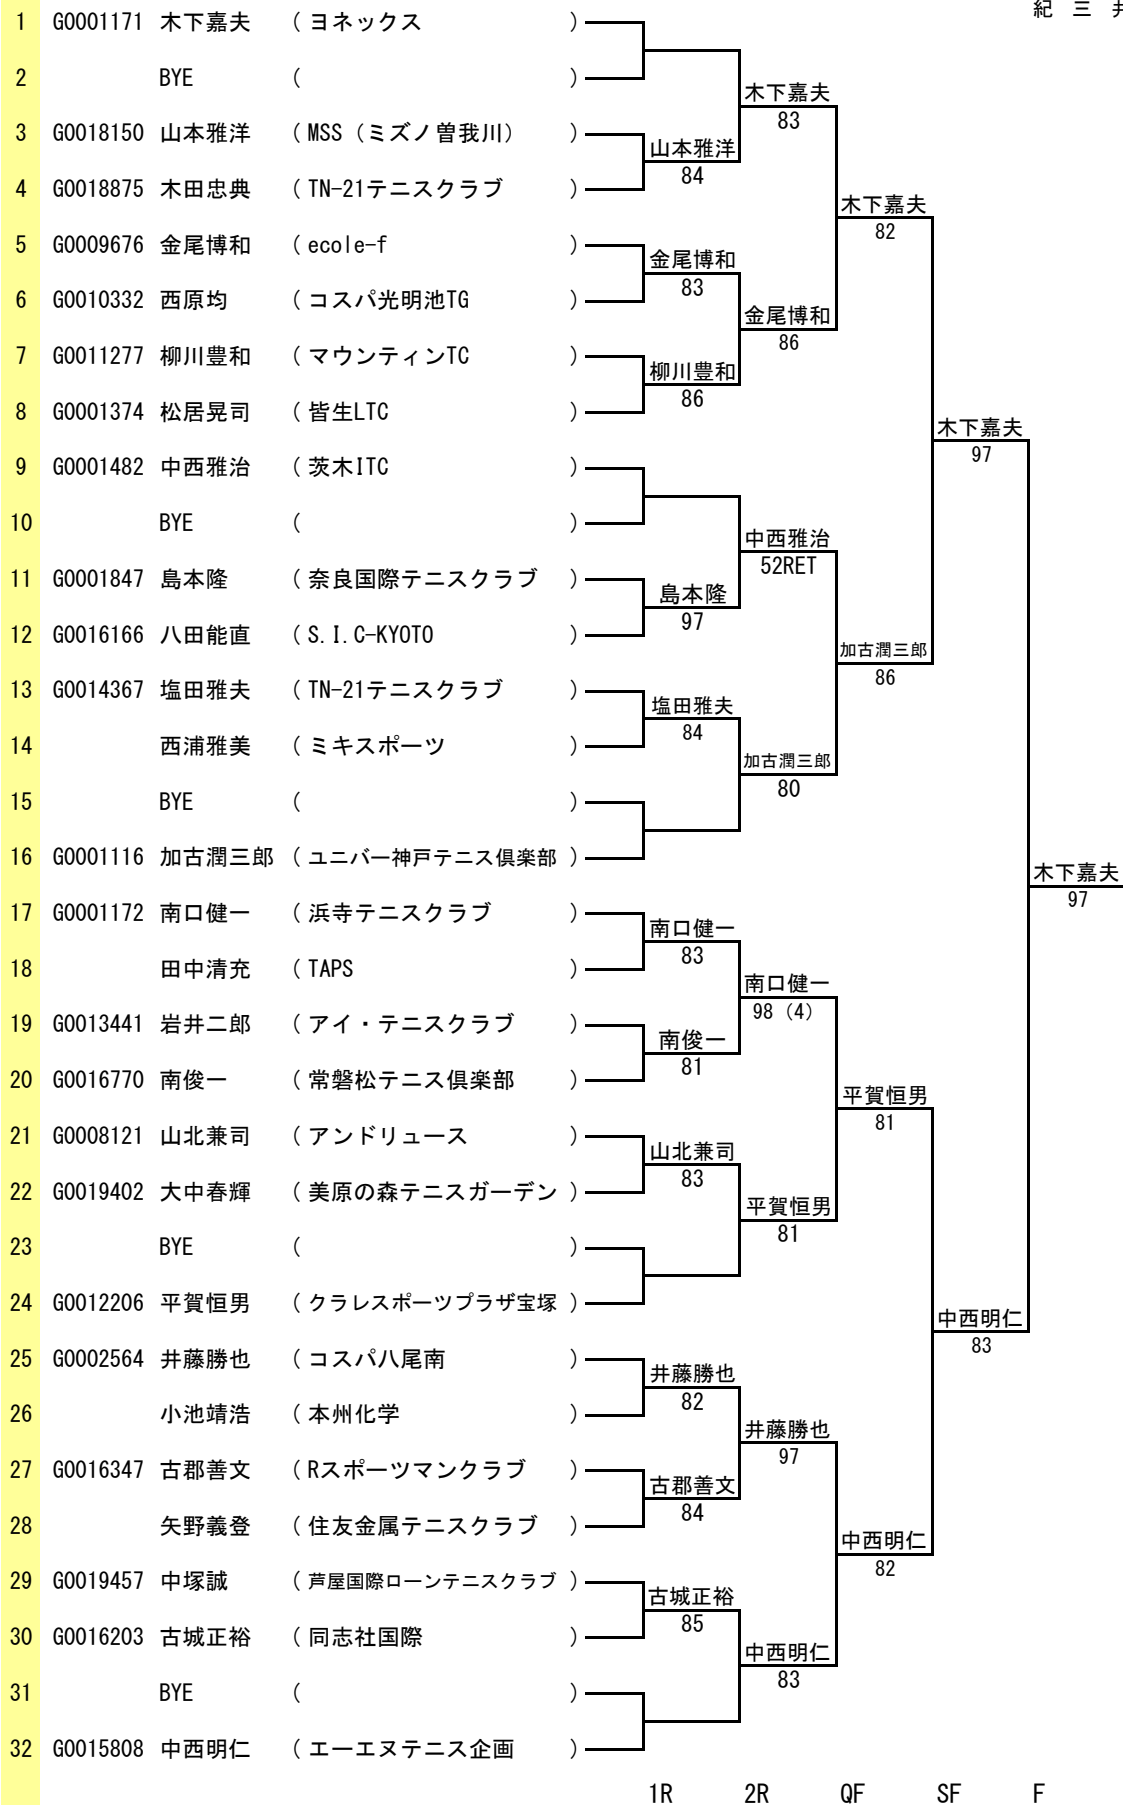 紀 三 井
1 G0001171 木下嘉夫 ( ヨネックス )
2 BYE ( )
木下嘉夫
83
3 G0018150 山本雅洋 ( MSS (ミズノ曽我川) )
山本雅洋
84
4 G0018875 木田忠典 ( TN-21テニスクラブ )
木下嘉夫
82
5 G0009676 金尾博和 ( ecole-f )
金尾博和
83
6 G0010332 西原均 ( コスパ光明池TG )
金尾博和
86
7 G0011277 柳川豊和 ( マウンティンTC )
柳川豊和
86
8 G0001374 松居晃司 ( 皆生LTC )
木下嘉夫
97
9 G0001482 中西雅治 ( 茨木ITC )
10 BYE ( )
中西雅治
52RET
11 G0001847 島本隆 ( 奈良国際テニスクラブ )
島本隆
97
12 G0016166 八田能直 ( S.I.C-KYOTO )
加古潤三郎
86
13 G0014367 塩田雅夫 ( TN-21テニスクラブ )
塩田雅夫
84
14 西浦雅美 ( ミキスポーツ )
加古潤三郎
80
15 BYE ( )
16 G0001116 加古潤三郎 ( ユニバー神戸テニス倶楽部 )
木下嘉夫
97
17 G0001172 南口健一 ( 浜寺テニスクラブ )
南口健一
83
18 田中清充 ( TAPS )
南口健一
98 (4)
19 G0013441 岩井二郎 ( アイ・テニスクラブ )
南俊一
81
20 G0016770 南俊一 ( 常磐松テニス倶楽部 )
平賀恒男
81
21 G0008121 山北兼司 ( アンドリュース )
山北兼司
83
22 G0019402 大中春輝 ( 美原の森テニスガーデン )
平賀恒男
81
23 BYE ( )
24 G0012206 平賀恒男 ( クラレスポーツプラザ宝塚 )
中西明仁
83
25 G0002564 井藤勝也 ( コスパ八尾南 )
井藤勝也
82
26 小池靖浩 ( 本州化学 )
井藤勝也
97
27 G0016347 古郡善文 ( Rスポーツマンクラブ )
古郡善文
84
28 矢野義登 ( 住友金属テニスクラブ )
中西明仁
82
29 G0019457 中塚誠 ( 芦屋国際ローンテニスクラブ )
古城正裕
85
30 G0016203 古城正裕 ( 同志社国際 )
中西明仁
83
31 BYE ( )
32 G0015808 中西明仁 ( エーエヌテニス企画 )
1R 2R QF SF F